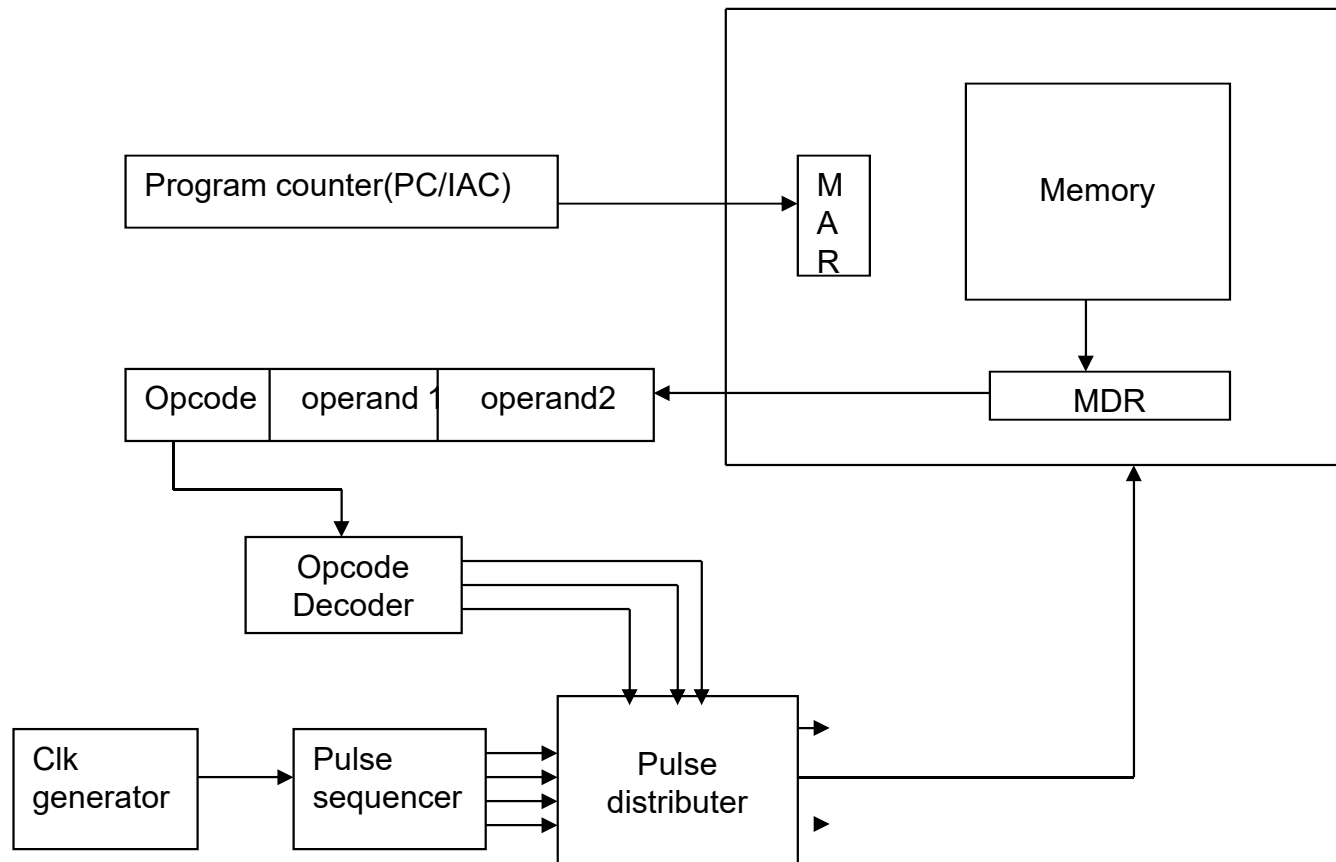 Program counter(PC/IAC)
M
A
R
Memory
Opcode
operand 1
operand2
MDR
Opcode
Decoder
Clk
generator
Pulse
sequencer
Pulse
distributer